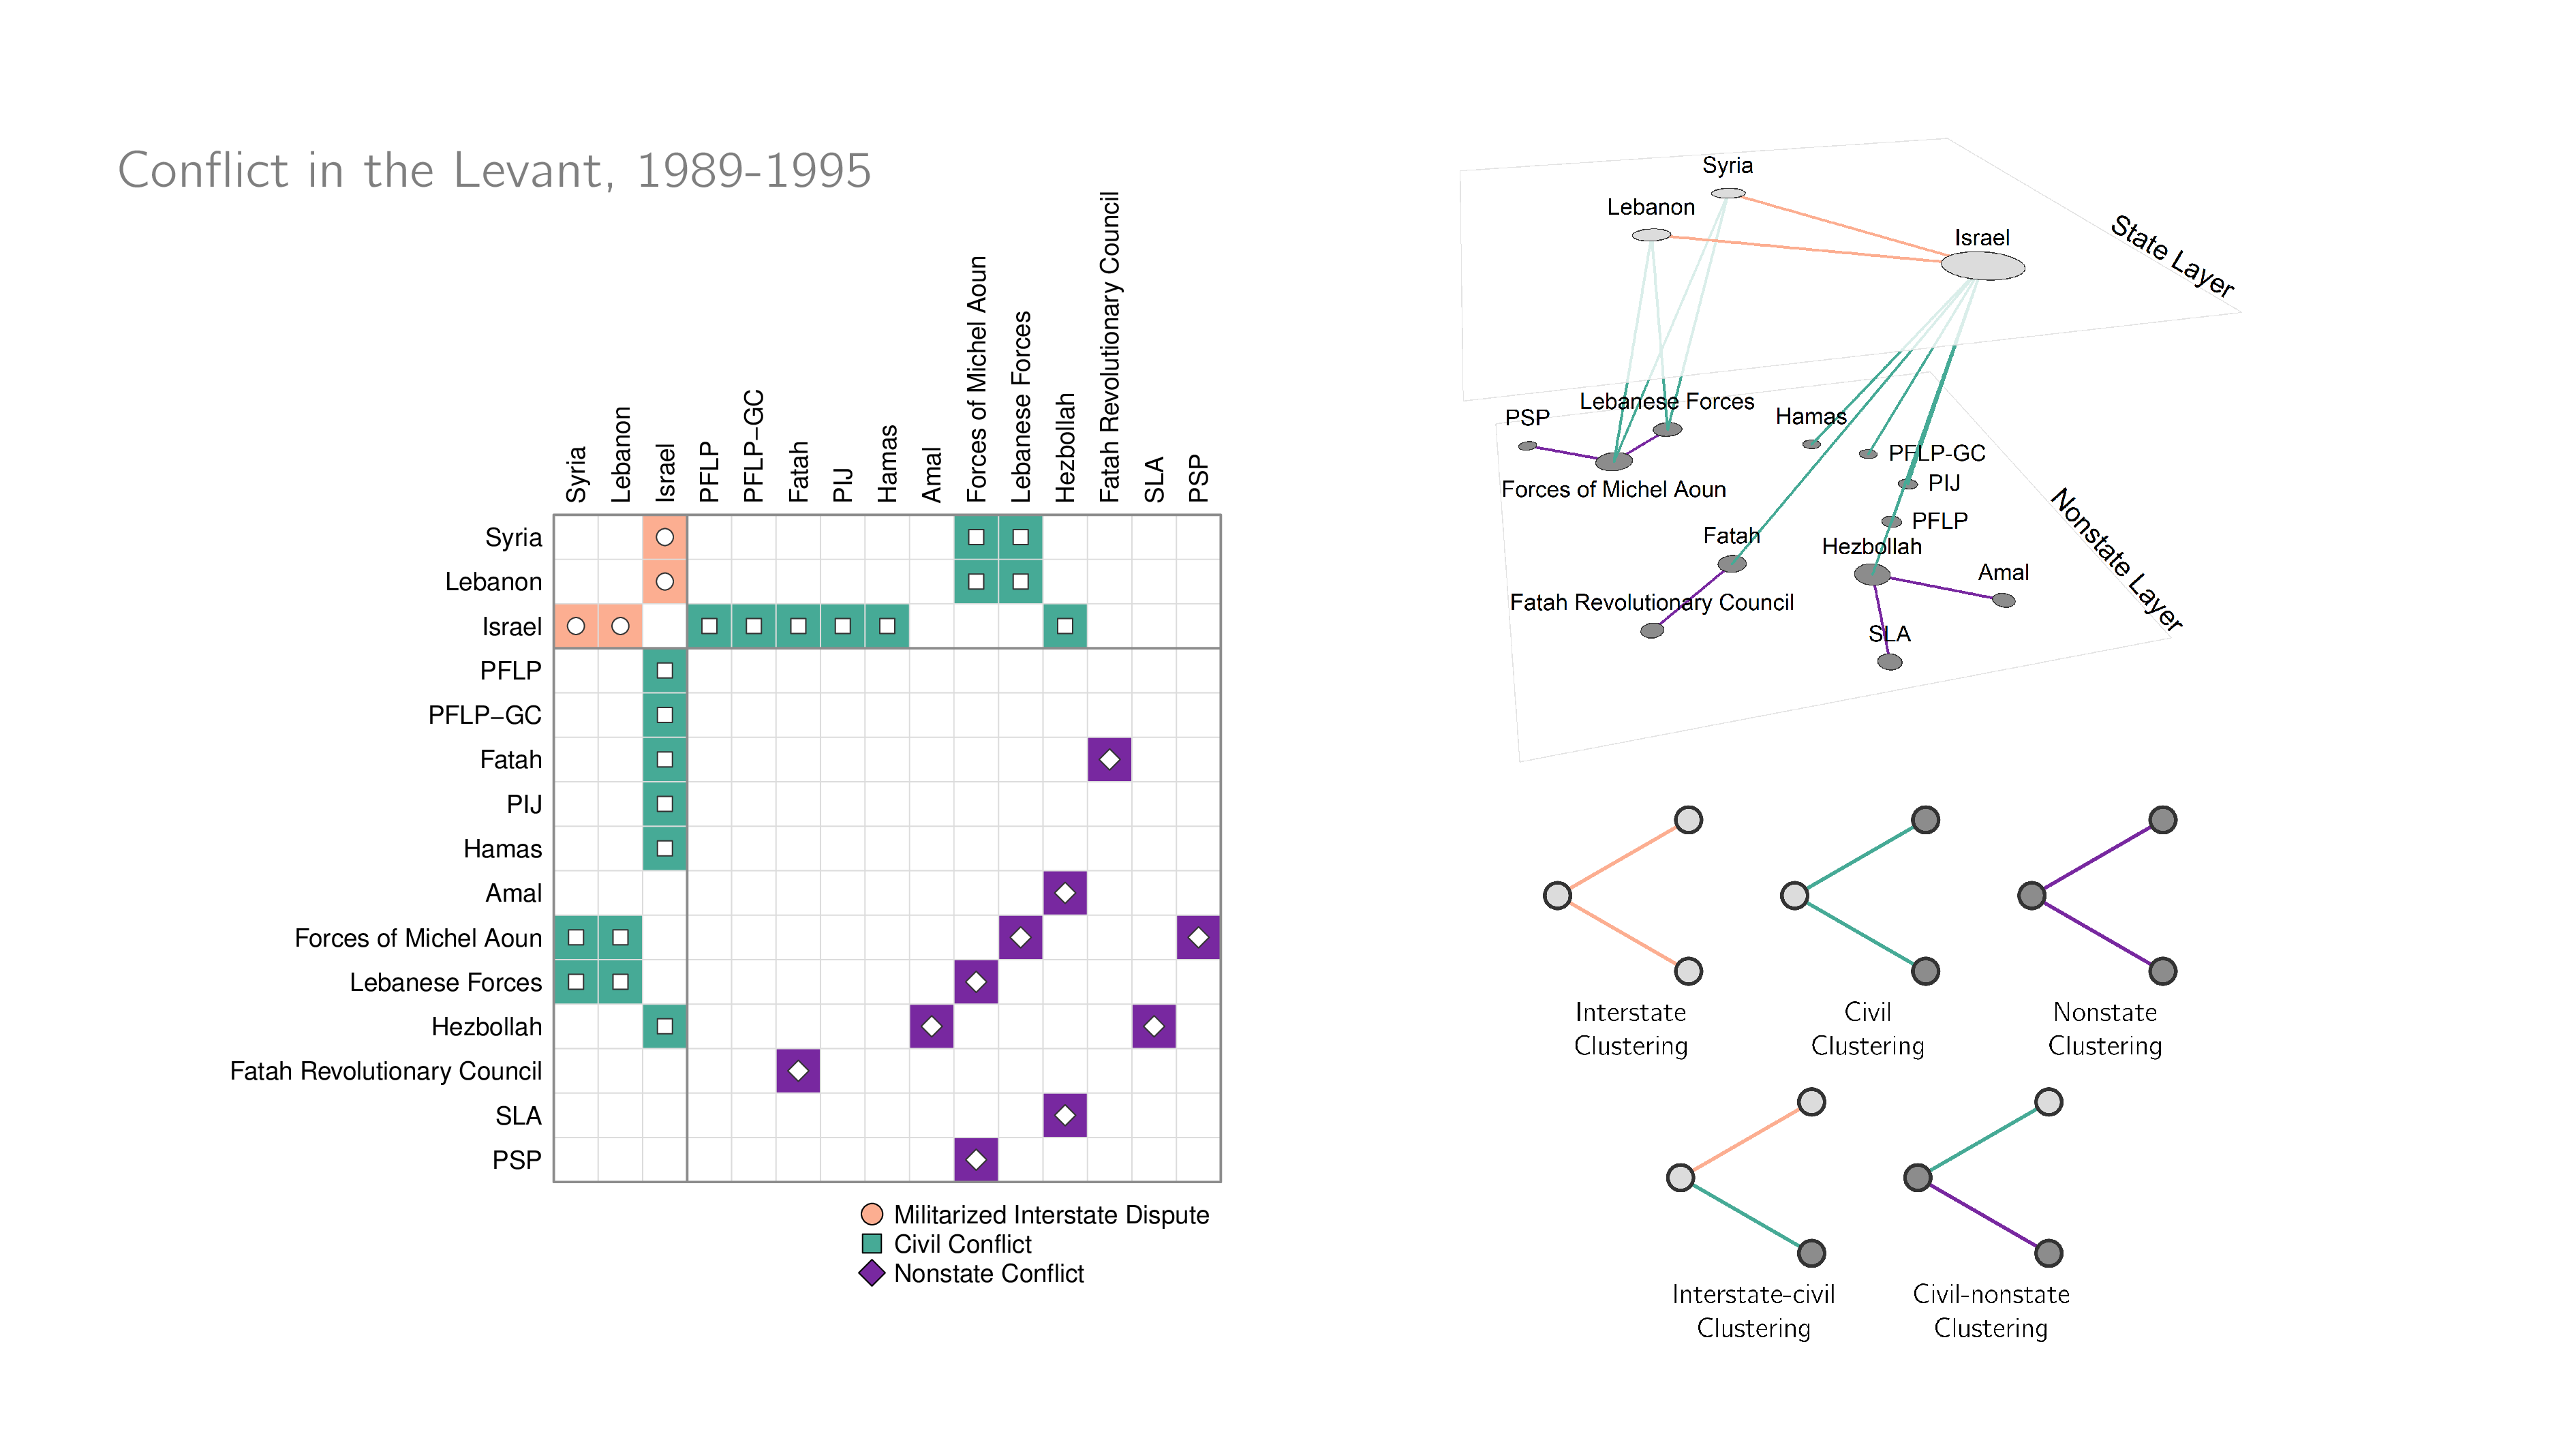 Conflict in the Levant, 1989-1995
Syria
Lebanon
Israel
PFLP
PFLP−GC
Fatah
PIJ
Hamas
Amal
Forces of Michel Aoun
Lebanese Forces
Hezbollah
Fatah Revolutionary Council
SLA
PSP
Syria
Lebanon
Israel
PFLP
PFLP−GC
Fatah
PIJ
Hamas
Amal
Forces of Michel Aoun
Lebanese Forces
Hezbollah
Fatah Revolutionary Council
SLA
PSP
Militarized Interstate Dispute
Civil Conflict
Nonstate Conflict
Syria
Lebanon
Israel
State Layer
Lebanese Forces
PSP
Hamas
PFLP-GC
PIJ
Forces of Michel Aoun
PFLP
Fatah
Hezbollah
Amal
Fatah Revolutionary Council
SLA
Nonstate Layer
Interstate
Clustering
Civil
Clustering
Nonstate
Clustering
Interstate-civil
Clustering
Civil-nonstate
Clustering